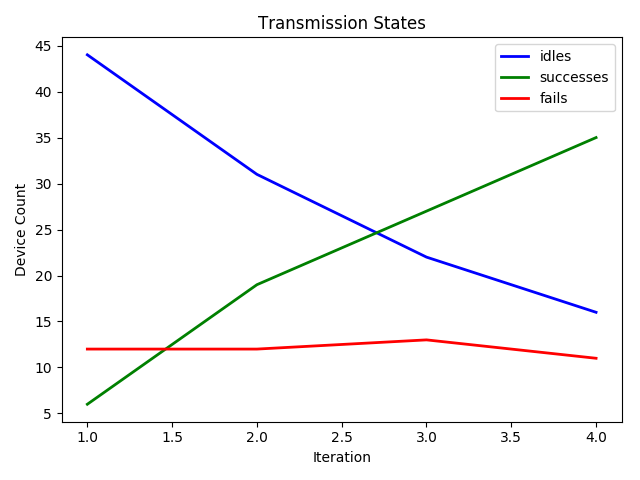 Transmission States
45
40
35
30
25
20
15
10
5
Device Count
idles
successes
fails
1.0 1.5 2.0 2.5 3.0 3.5 4.0
Iteration